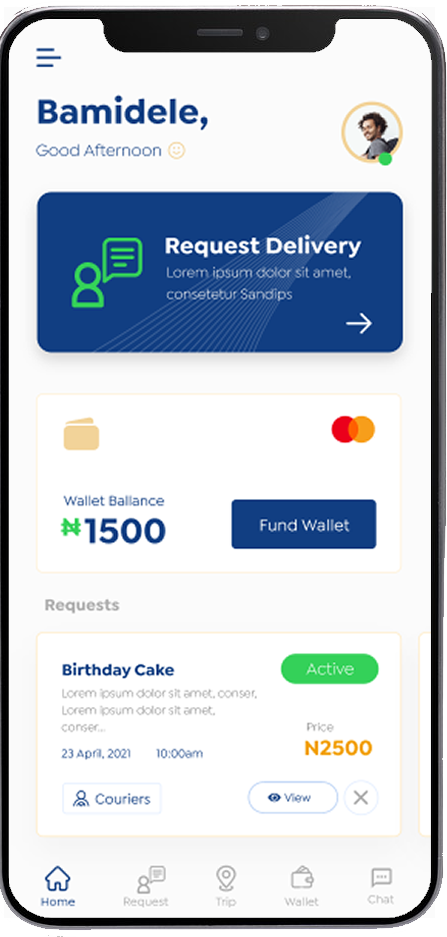 Bamidele,
Good Afternoon
Request Delivery
Lorem ipsum dolor sit amet,
consetetur Sandips
Wallet Ballance
₦1500
Fund Wallet
Requests
Birthday Cake
Active
Lorem ipsum dolor sit amet, conser,
Lorem ipsum dolor sit amet,
conser...
Price
23 April, 2021 10:00am
N2500
Couriers
View
Home Request Trip Wallet Chat